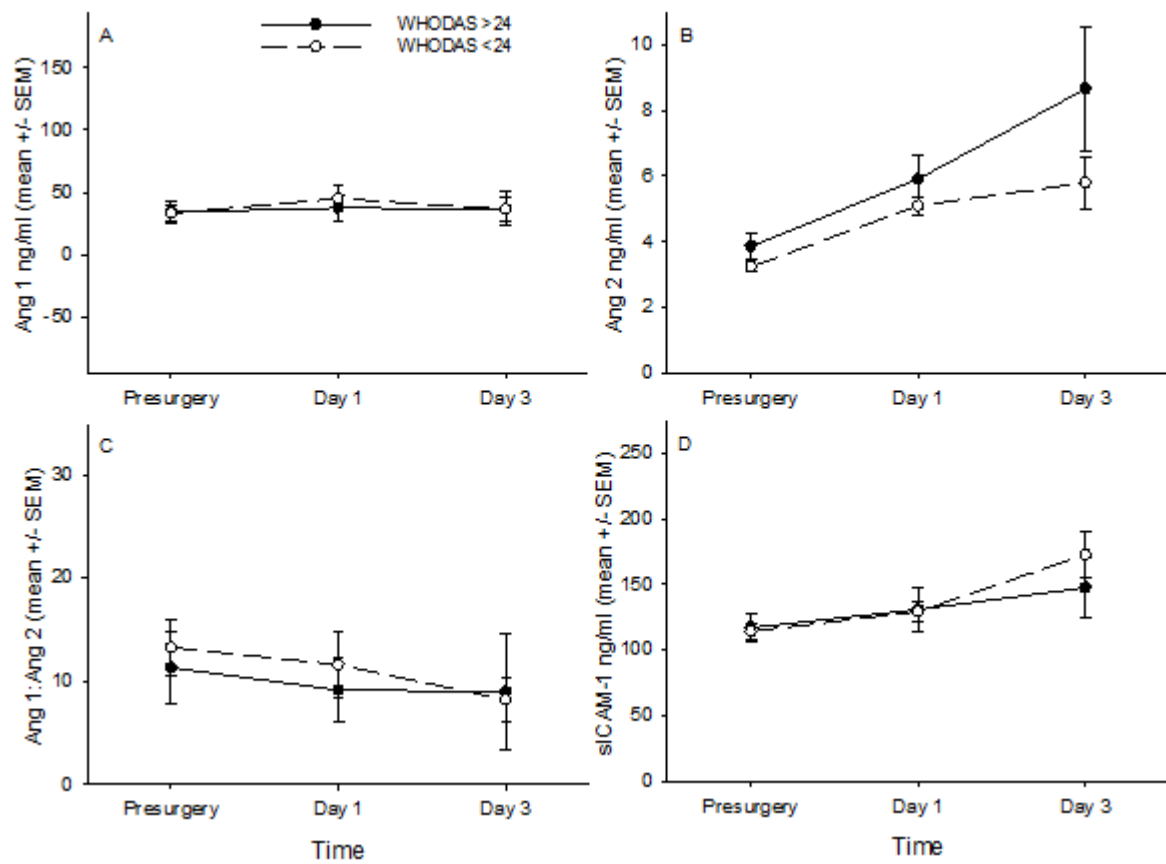 A
WHODAS >24
WHODAS <24
150
100
50
0
-50
Ang 1 ng/ml (mean +/- SEM)
Presurgery Day 1 Day 3
B
10
8
6
4
2
0
Ang 2 ng/ml (mean +/- SEM)
Presurgery Day 1 Day 3
C
30
20
10
0
Ang 1:Ang 2 (mean +/- SEM)
Presurgery Day 1 Day 3
Time
D
250
200
150
100
50
0
sICAM-1 ng/ml (mean +/- SEM)
Presurgery Day 1 Day 3
Time